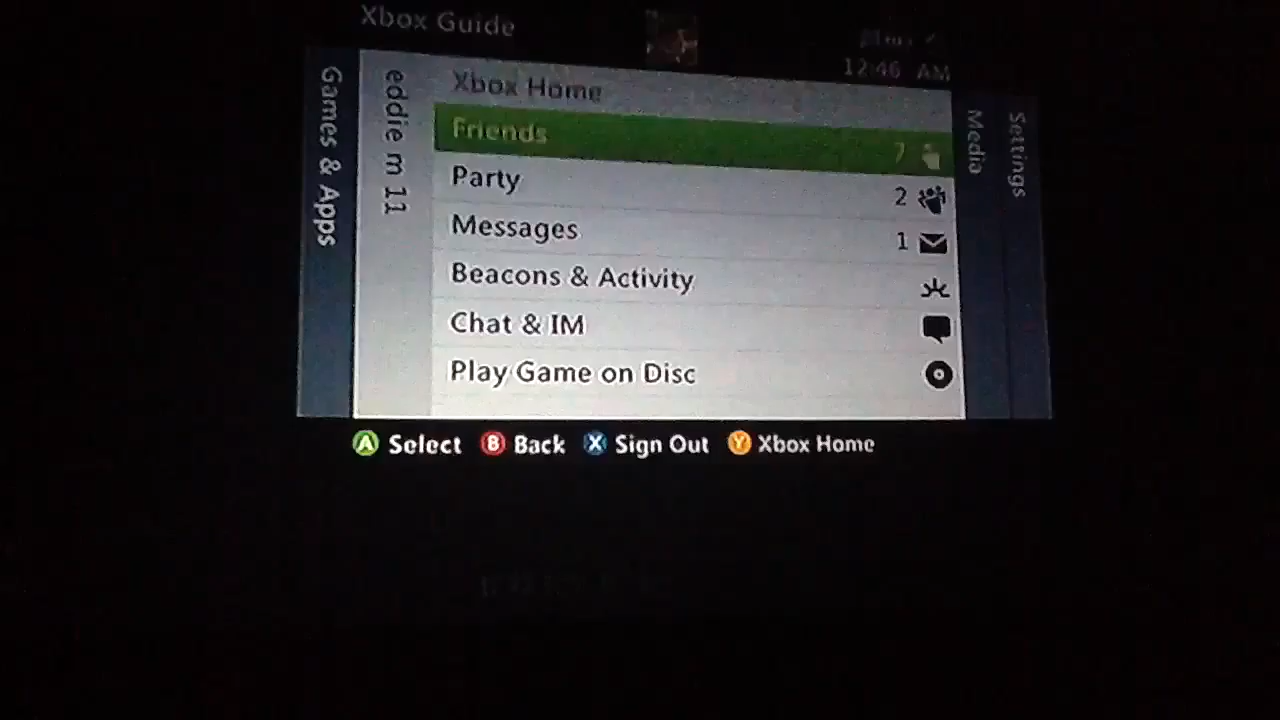 Xbox Guide
12:46 AM
Games & Apps
eddie m 11
Xbox Home
Friends 7
Party 2
Messages 1
Beacons & Activity
Chat & IM
Play Game on Disc
Media
Settings
A Select B Back X Sign Out Y Xbox Home